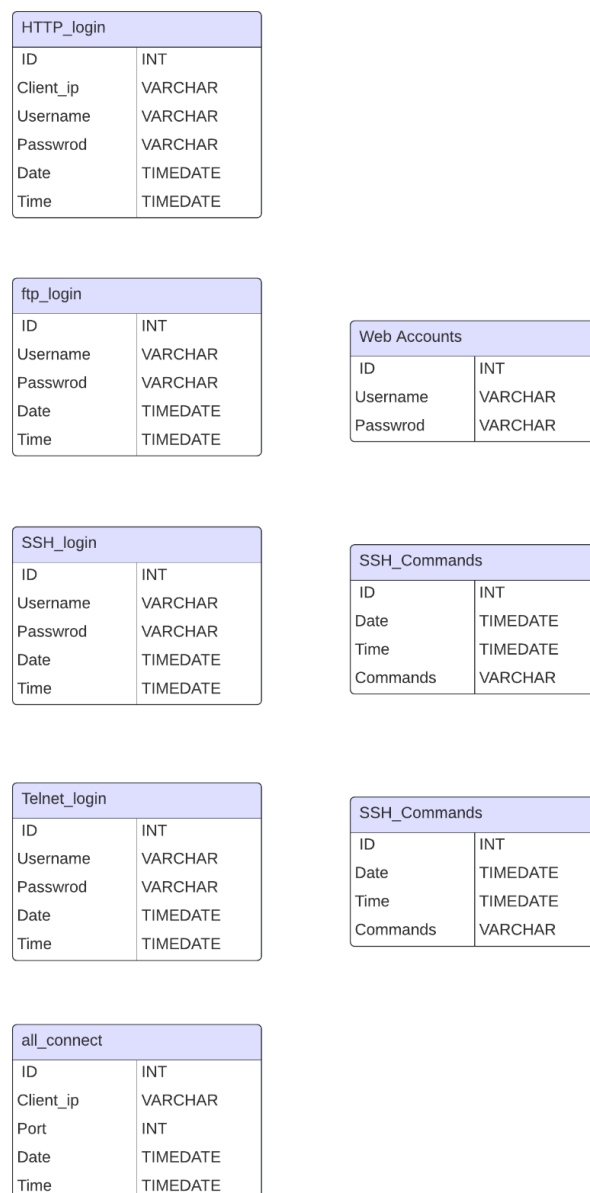 HTTP_login
ID INT
Client_ip VARCHAR
Username VARCHAR
Passwrod VARCHAR
Date TIMEDATE
Time TIMEDATE
ftp_login
ID INT
Username VARCHAR
Passwrod VARCHAR
Date TIMEDATE
Time TIMEDATE
Web Accounts
ID INT
Username VARCHAR
Passwrod VARCHAR
SSH_login
ID INT
Username VARCHAR
Passwrod VARCHAR
Date TIMEDATE
Time TIMEDATE
SSH_Commands
ID INT
Date TIMEDATE
Time TIMEDATE
Commands VARCHAR
Telnet_login
ID INT
Username VARCHAR
Passwrod VARCHAR
Date TIMEDATE
Time TIMEDATE
SSH_Commands
ID INT
Date TIMEDATE
Time TIMEDATE
Commands VARCHAR
all_connect
ID INT
Client_ip VARCHAR
Port INT
Date TIMEDATE
Time TIMEDATE